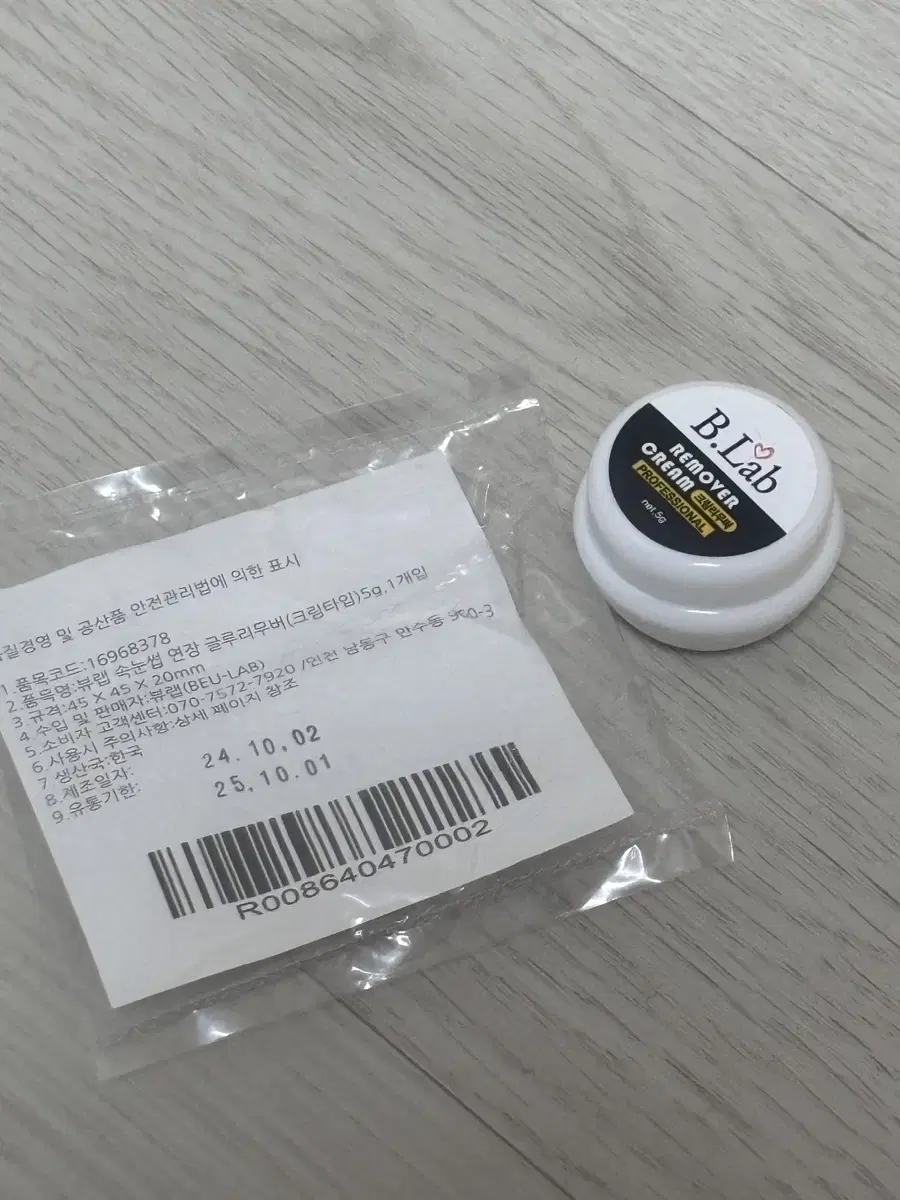 질경영 및 공산품 안전관리법에 의한 표시
1.품목코드:16968378
2.품목명:뷰랩 속눈썹 연장 글루리무버(크림타입)5g,1개입
3.규격:45 X 45 X 20mm
4.수입 및 판매자:뷰랩(BEU-LAB)
5.소비자 고객센터:070-7572-7920 /인천 남동구 만수동
6.사용시 주의사항:상세 페이지 참조
7 생산국:한국
8.제조일자: 24.10.02
9.유통기한: 25.10.01
R008640470002
B.Lab
REMOVER
CREAM 크림리무버
PROFESSIONAL
net.5g